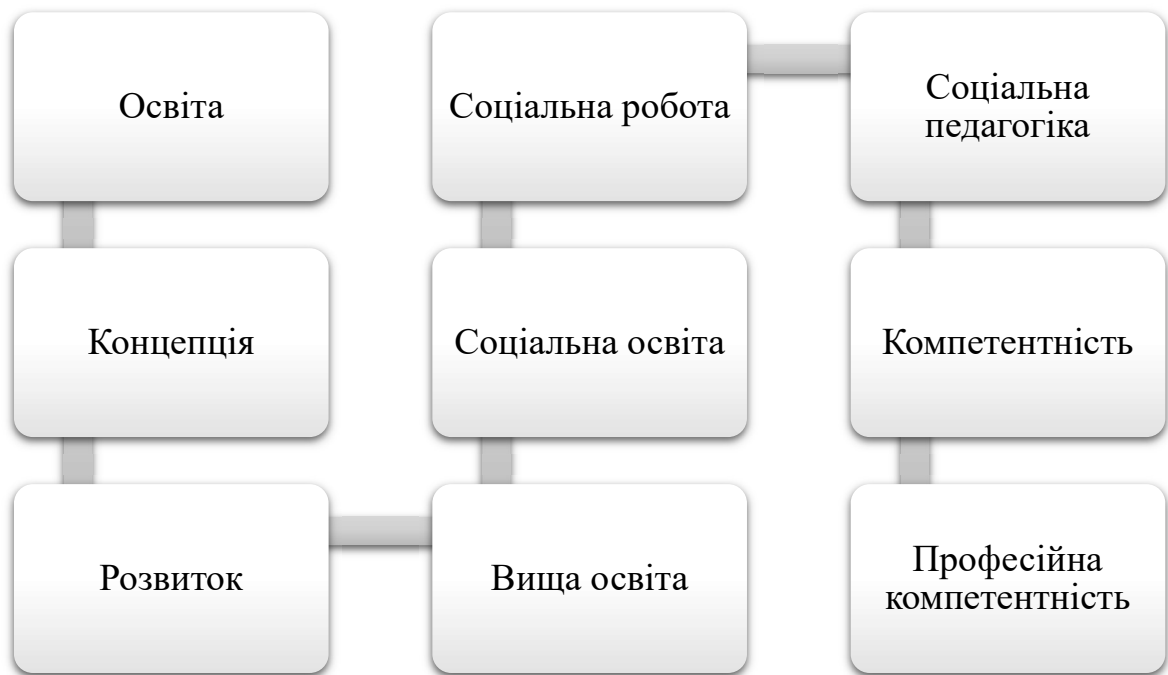 Освіта
Концепція
Розвиток
Вища освіта
Соціальна освіта
Соціальна робота
Соціальна
педагогіка
Компетентність
Професійна
компетентність